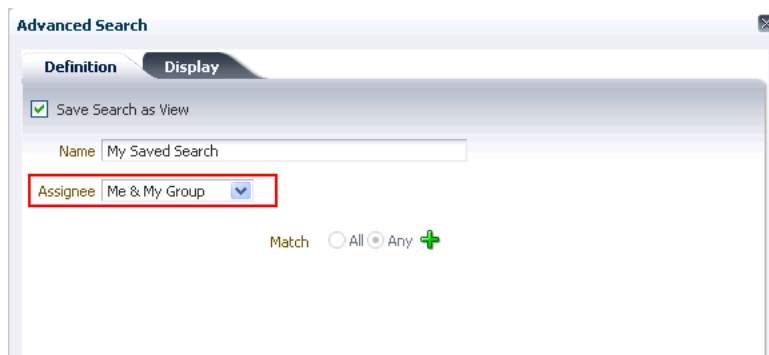 Advanced Search
Definition Display
Save Search as View
Name My Saved Search
Assignee Me & My Group
Match All Any